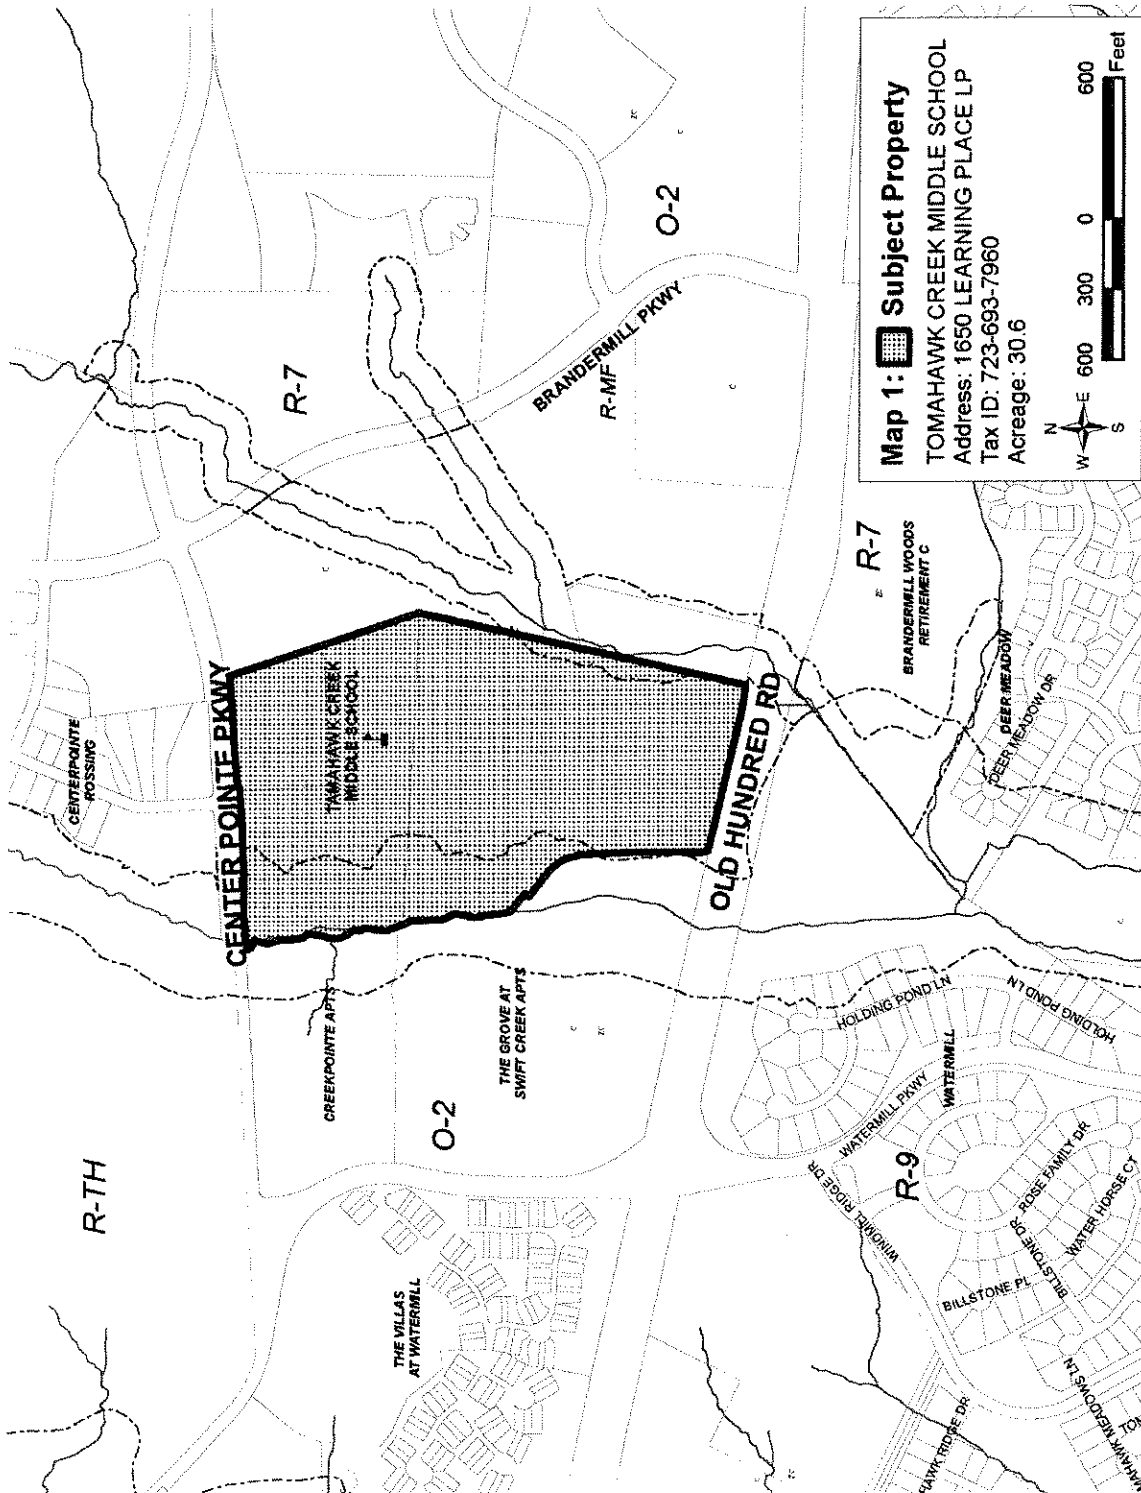 R-TH
CENTERPOINTE
ROSSING
R-7
CENTER POINTE PKWY
TAMAHAWK CREEK
MIDDLE SCHOOL
CREEKPOINTE APTS
THE GROVE AT
SWIFT CREEK APTS
O-2
THE VILLAS
AT WATERMILL
BRANDERMILL PKWY
R-MF
O-2
OLD HUNDRED RD
R-7
BRANDERMILL WOODS
RETIREMENT C
DEER MEADOW
DEER MEADOW DR
HOLDING POND LN
HOLDING POND LN
WATERMILL PKWY
WATERMILL
WINDMILL RIDGE DR
R-9
ROSE FAMILY DR
BILLSTONE DR
WATER HORSE CT
BILLSTONE PL
HAWK RIDGE DR
MAHAWK MEADOWS LN
TOM
MAHAWK
Map 1: Subject Property
TOMAHAWK CREEK MIDDLE SCHOOL
Address: 1650 LEARNING PLACE LP
Tax ID: 723-693-7960
Acreage: 30.6
N
W E
S
600 300 0 600
Feet